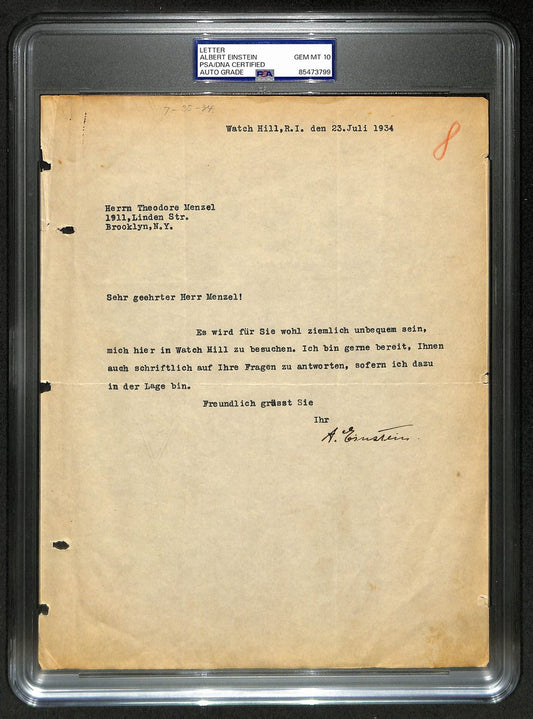 LETTER
ALBERT EINSTEIN GEM MT 10
PSA/DNA CERTIFIED
AUTO GRADE PSA 85473799
Watch Hill,R.I. den 23.Juli 1934
8
Herrn Theodore Menzel
1911,Linden Str.
Brooklyn,N.Y.
Sehr geehrter Herr Menzel!
Es wird für Sie wohl ziemlich unbequem sein,
mich hier in Watch Hill zu besuchen. Ich bin gerne bereit, Ihnen
auch schriftlich auf Ihre Fragen zu antworten, sofern ich dazu
in der Lage bin.
Freundlich grüsst Sie
Ihr
A. Einstein.